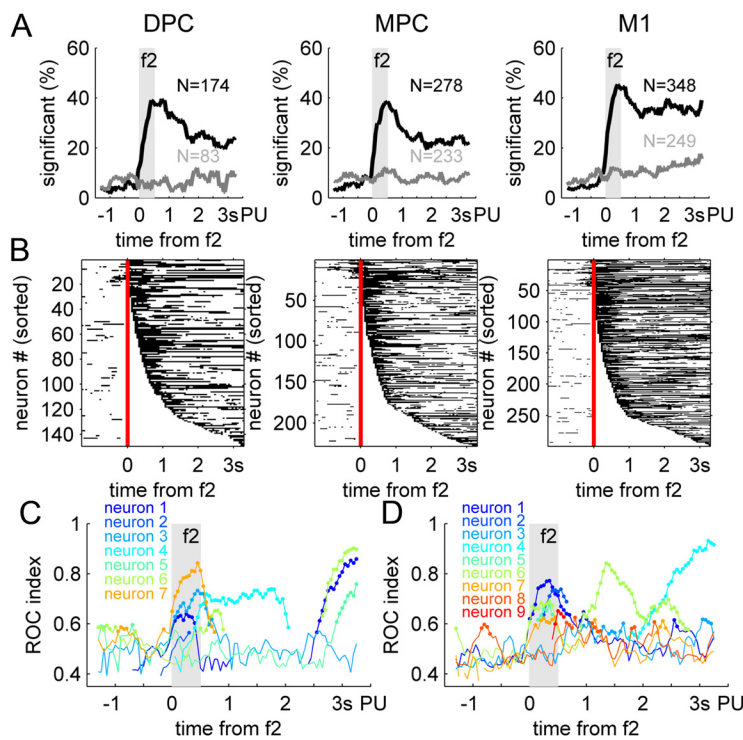 A
DPC MPC M1
significant (%) significant (%) significant (%)
60 60 60
f2 f2 f2
N=174 N=278 N=348
40 40 40
N=83 N=233 N=249
20 20 20
0 0 0
-1 0 1 3s PU -1 0 1 3s PU -1 0 1 3s PU
time from f2 time from f2 time from f2
B
neuron # (sorted) neuron # (sorted) neuron # (sorted)
20 50 50
40 100 100
60 150 150
80 200 200
100 250
120
140
0 1 3s 0 1 3s 0 1 3s
time from f2 time from f2 time from f2
C
neuron 1
neuron 2
neuron 3
neuron 4
neuron 5
neuron 6
neuron 7
f2
ROC index
1
0.8
0.6
0.4
-1 0 1 2 3s PU
time from f2
D
neuron 1
neuron 2
neuron 3
neuron 4
neuron 5
neuron 6
neuron 7
neuron 8
neuron 9
f2
ROC index
1
0.8
0.6
0.4
-1 0 1 2 3s PU
time from f2